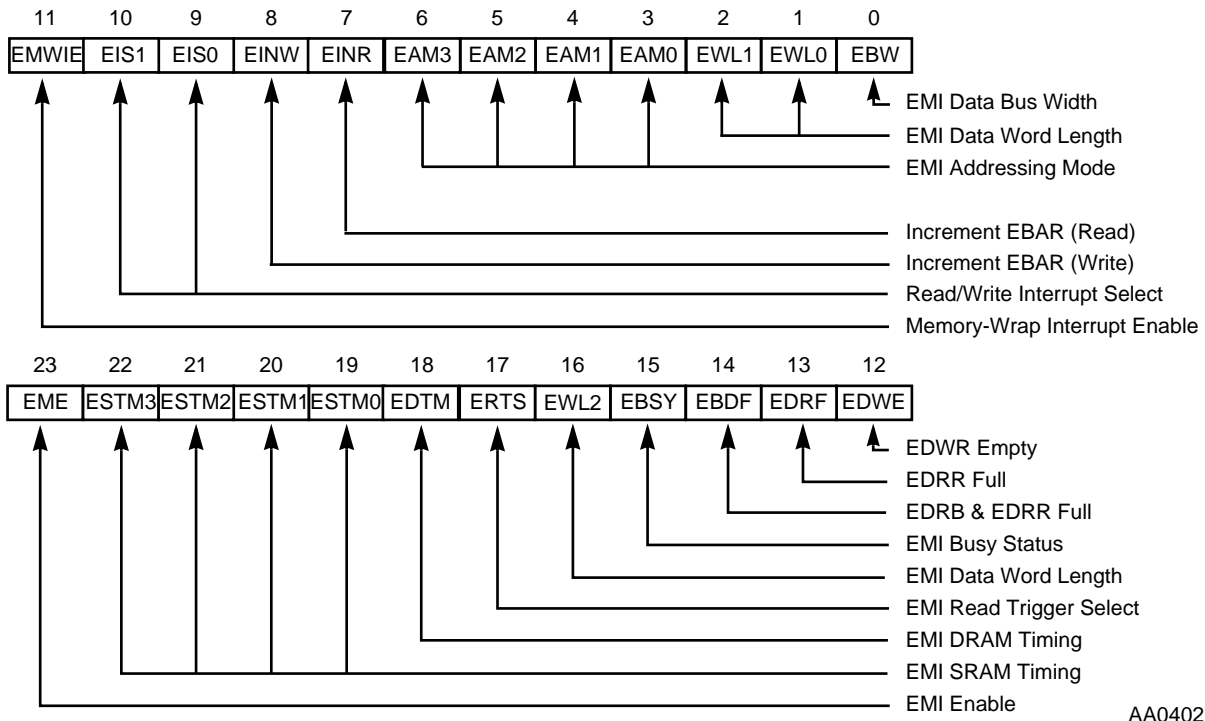 11 10 9 8 7 6 5 4 3 2 1 0
EMWIE EIS1 EIS0 EINW EINR EAM3 EAM2 EAM1 EAM0 EWL1 EWL0 EBW
EMI Data Bus Width
EMI Data Word Length
EMI Addressing Mode
Increment EBAR (Read)
Increment EBAR (Write)
Read/Write Interrupt Select
Memory-Wrap Interrupt Enable
23 22 21 20 19 18 17 16 15 14 13 12
EME ESTM3 ESTM2 ESTM1 ESTM0 EDTM ERTS EWL2 EBSY EBDF EDRF EDWE
EDWR Empty
EDRR Full
EDRB & EDRR Full
EMI Busy Status
EMI Data Word Length
EMI Read Trigger Select
EMI DRAM Timing
EMI SRAM Timing
EMI Enable
AA0402